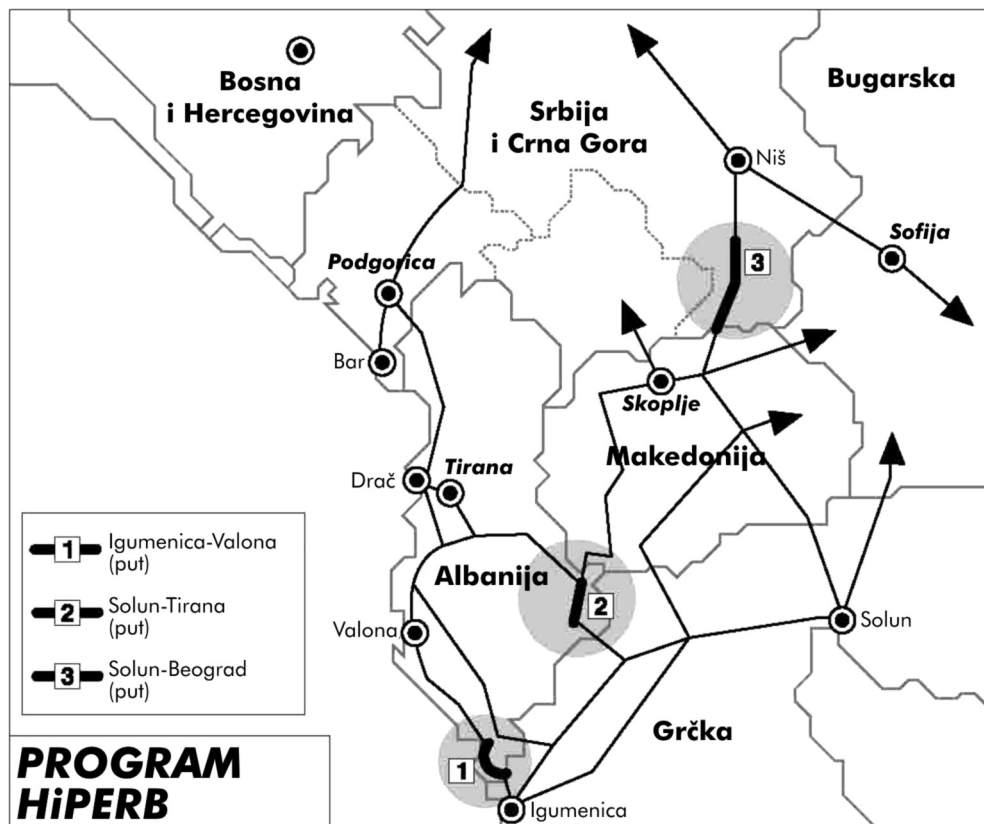 Bosna
i Hercegovina
Srbija
i Crna Gora
Bugarska
Niš
Sofija
3
Podgorica
Bar
Skoplje
Makedonija
Drač
Tirana
Albanija
2
Valona
Solun
Grčka
1
Igumenica
1 Igumenica-Valona
(put)
2 Solun-Tirana
(put)
3 Solun-Beograd
(put)
PROGRAM
HiPERB